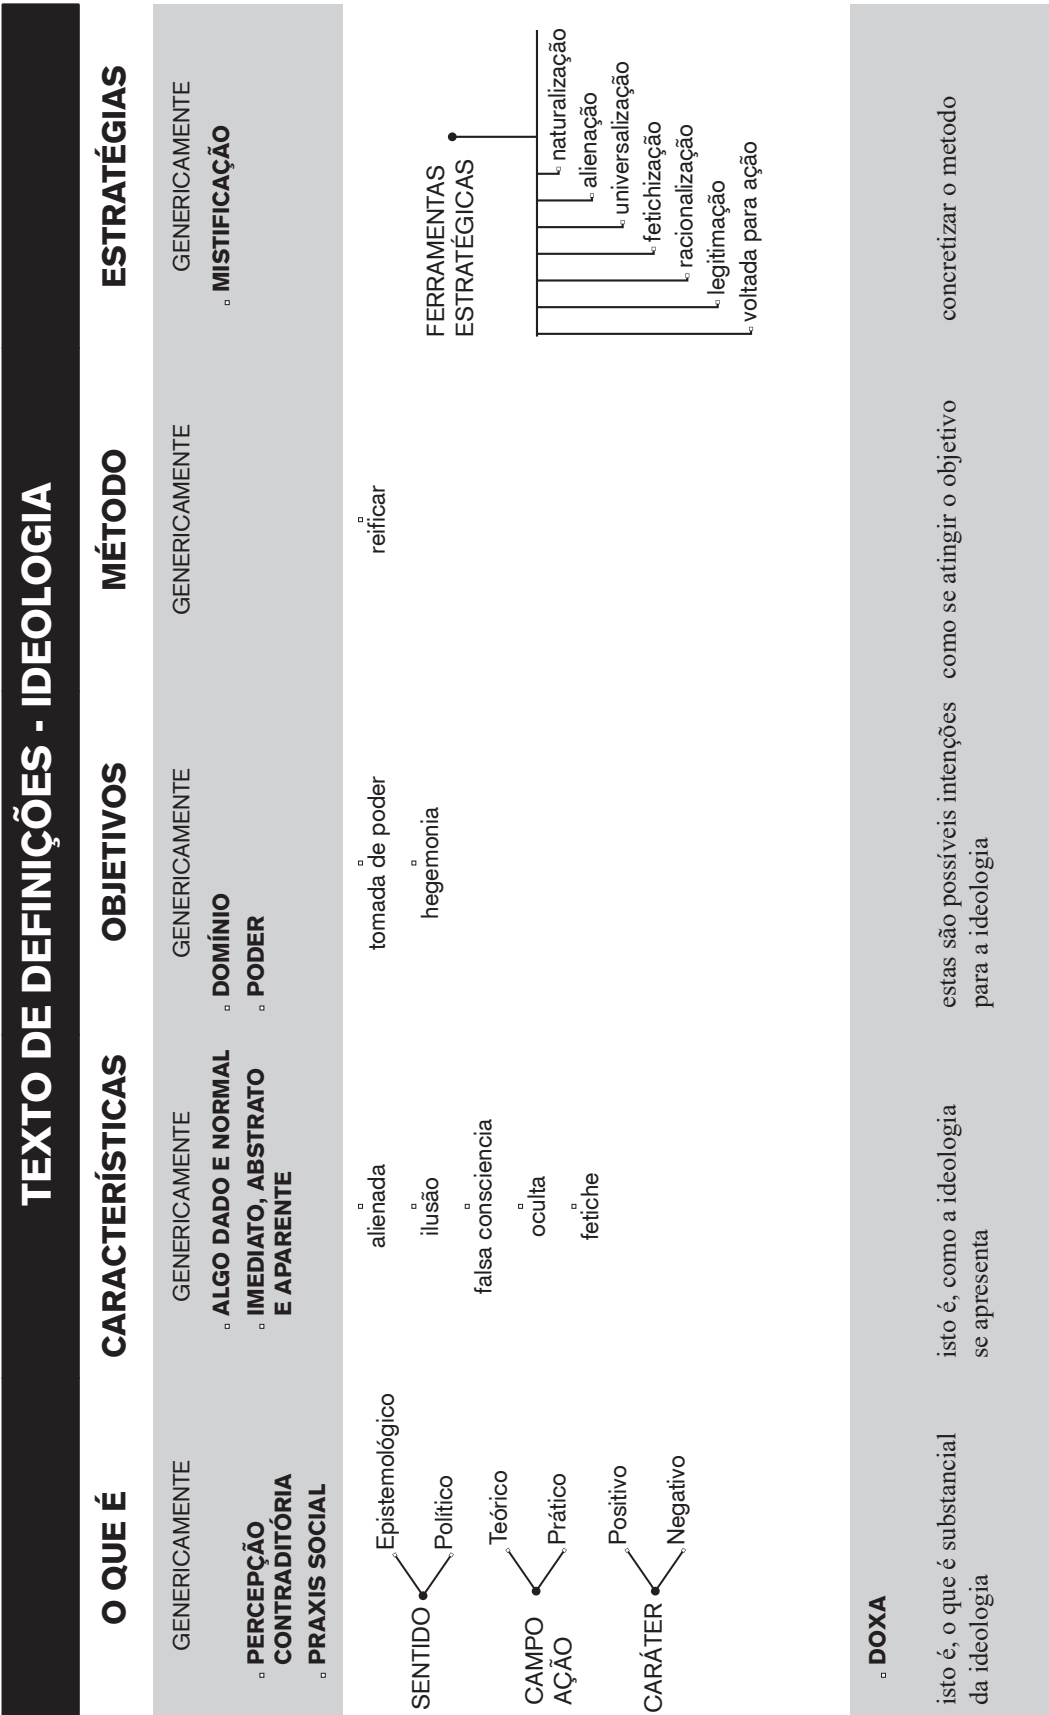 TEXTO DE DEFINIÇÕES - IDEOLOGIA
O QUE É
GENERICAMENTE
PERCEPÇÃO
CONTRADITÓRIA
PRAXIS SOCIAL
SENTIDO
Epistemológico
Político
CAMPO
AÇÃO
Teórico
Prático
CARÁTER
Positivo
Negativo
DOXA
isto é, o que é substancial
da ideologia
CARACTERÍSTICAS
GENERICAMENTE
ALGO DADO E NORMAL
IMEDIATO, ABSTRATO
E APARENTE
alienada
ilusão
falsa consciencia
oculta
fetiche
isto é, como a ideologia
se apresenta
OBJETIVOS
GENERICAMENTE
DOMÍNIO
PODER
tomada de poder
hegemonia
estas são possíveis intenções
para a ideologia
MÉTODO
GENERICAMENTE
reificar
como se atingir o objetivo
ESTRATÉGIAS
GENERICAMENTE
MISTIFICAÇÃO
FERRAMENTAS
ESTRATÉGICAS
naturalização
alienação
universalização
fetichização
racionalização
legitimação
voltada para ação
concretizar o metodo